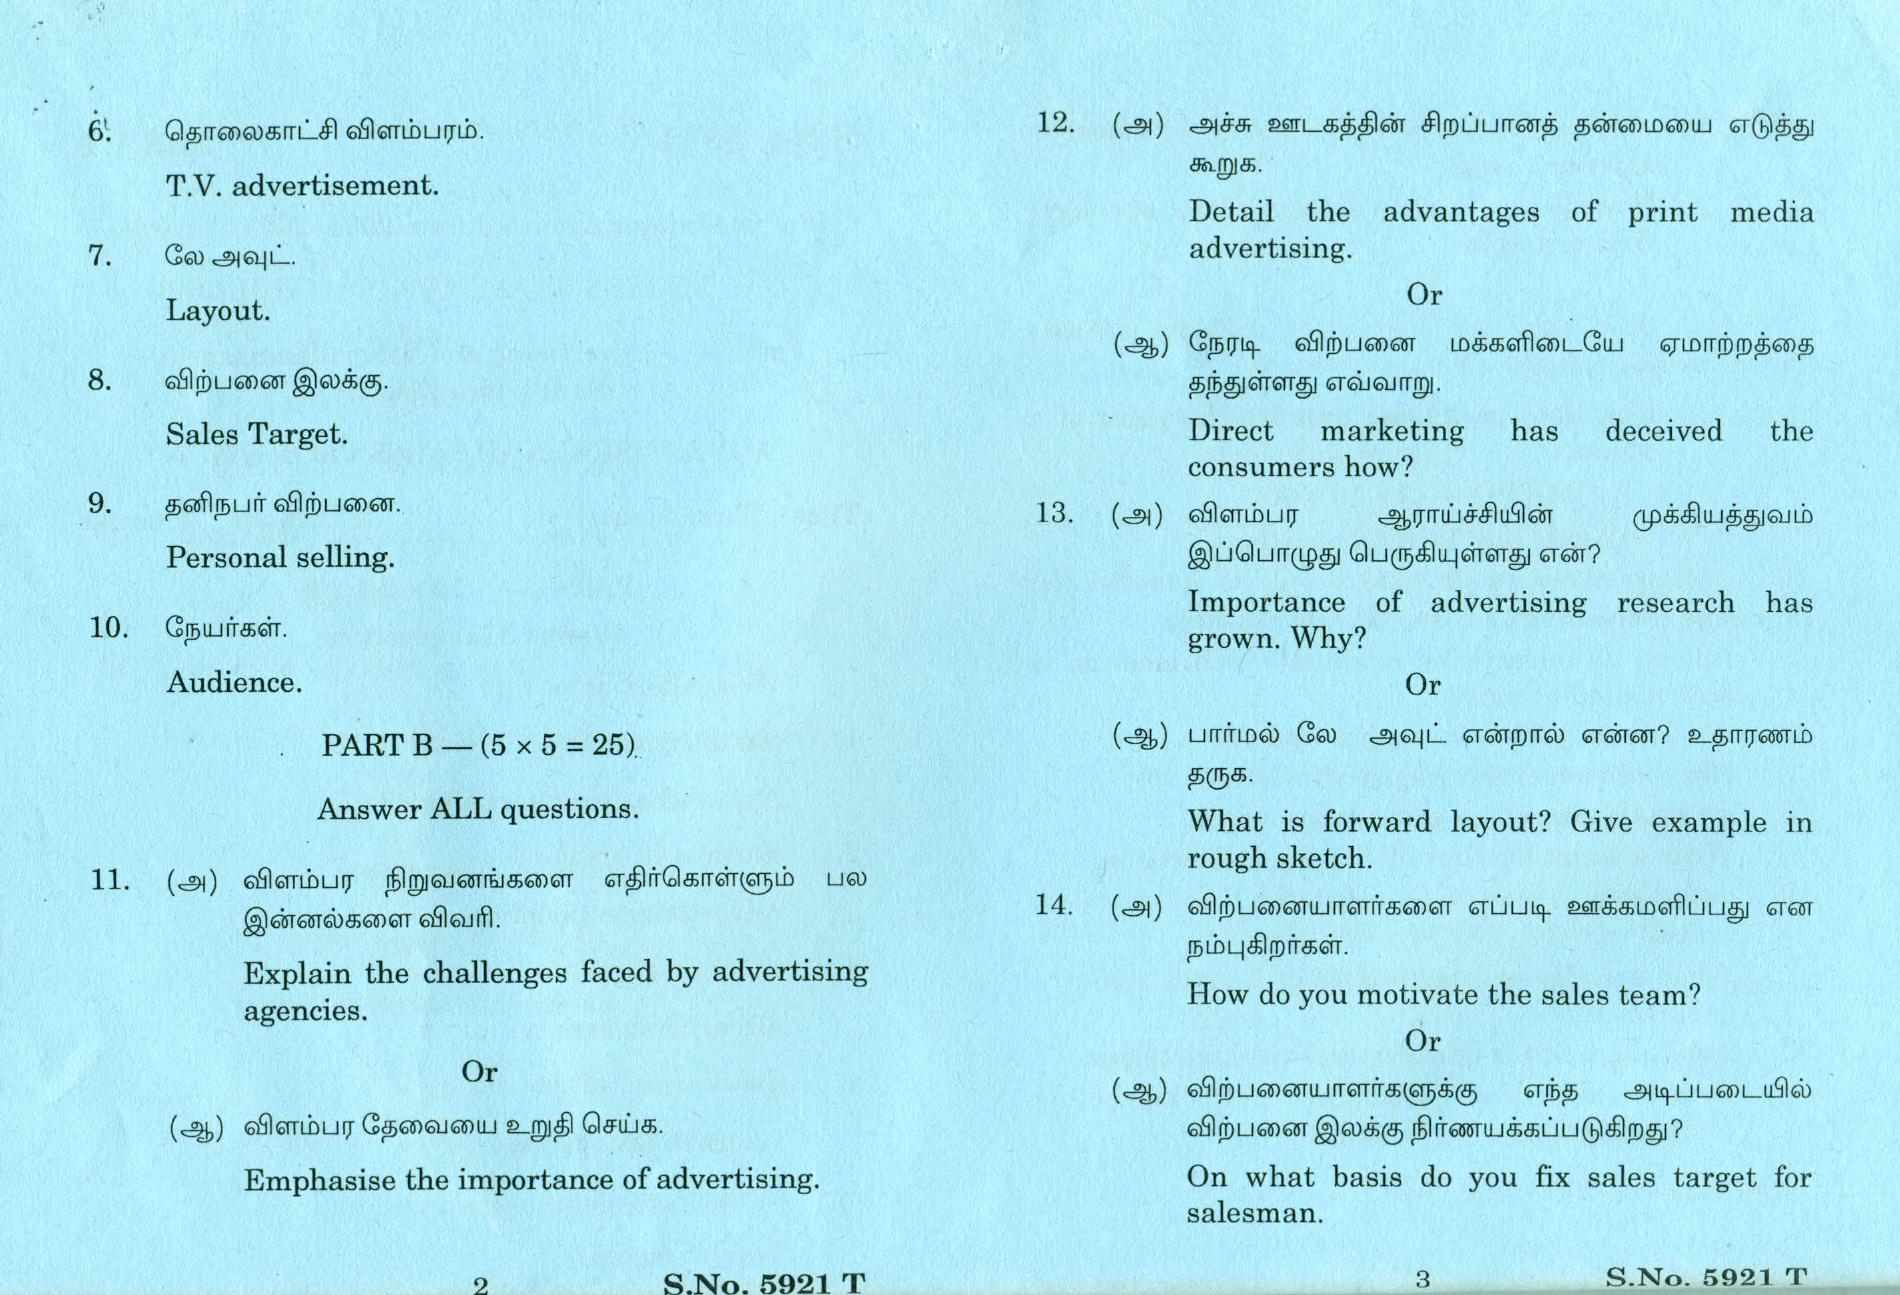 6. தொலைகாட்சி விளம்பரம்.
T.V. advertisement.
7. லே அவுட்.
Layout.
8. விற்பனை இலக்கு.
Sales Target.
9. தனிநபர் விற்பனை.
Personal selling.
10. நேயர்கள்.
Audience.
PART B — (5 × 5 = 25)
Answer ALL questions.
11. (அ) விளம்பர நிறுவனங்களை எதிர்கொள்ளும் பல
இன்னல்களை விவரி.
Explain the challenges faced by advertising
agencies.
Or
(ஆ) விளம்பர தேவையை உறுதி செய்க.
Emphasise the importance of advertising.
2 S.No. 5921 T
12. (அ) அச்சு ஊடகத்தின் சிறப்பானத் தன்மையை எடுத்து
கூறுக.
Detail the advantages of print media
advertising.
Or
(ஆ) நேரடி விற்பனை மக்களிடையே ஏமாற்றத்தை
தந்துள்ளது எவ்வாறு.
Direct marketing has deceived the
consumers how?
13. (அ) விளம்பர ஆராய்ச்சியின் முக்கியத்துவம்
இப்பொழுது பெருகியுள்ளது என்?
Importance of advertising research has
grown. Why?
Or
(ஆ) பார்மல் லே அவுட் என்றால் என்ன? உதாரணம்
தருக.
What is forward layout? Give example in
rough sketch.
14. (அ) விற்பனையாளர்களை எப்படி ஊக்கமளிப்பது என
நம்புகிறர்கள்.
How do you motivate the sales team?
Or
(ஆ) விற்பனையாளர்களுக்கு எந்த அடிப்படையில்
விற்பனை இலக்கு நிர்ணயக்கப்படுகிறது?
On what basis do you fix sales target for
salesman.
3 S.No. 5921 T